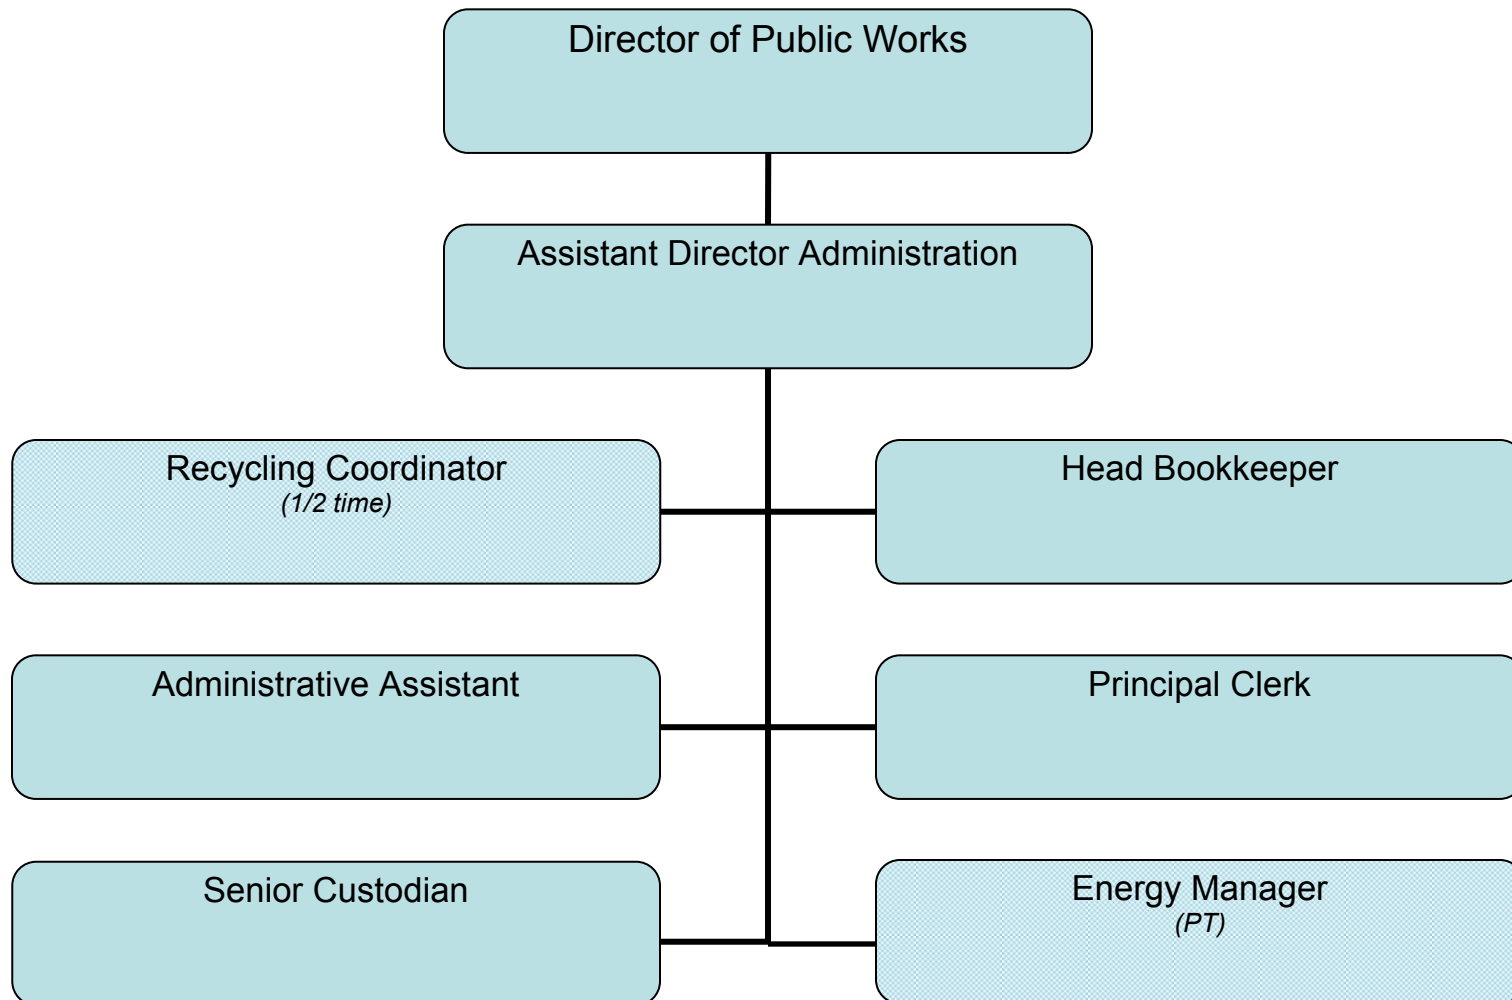 Director of Public Works
Assistant Director Administration
Recycling Coordinator
(1/2 time)
Head Bookkeeper
Administrative Assistant
Principal Clerk
Senior Custodian
Energy Manager
(PT)